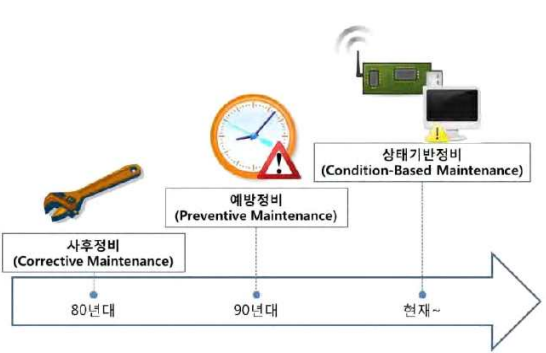 상태기반정비
(Condition-Based Maintenance)
예방정비
(Preventive Maintenance)
사후정비
(Corrective Maintenance)
80년대
90년대
현재~